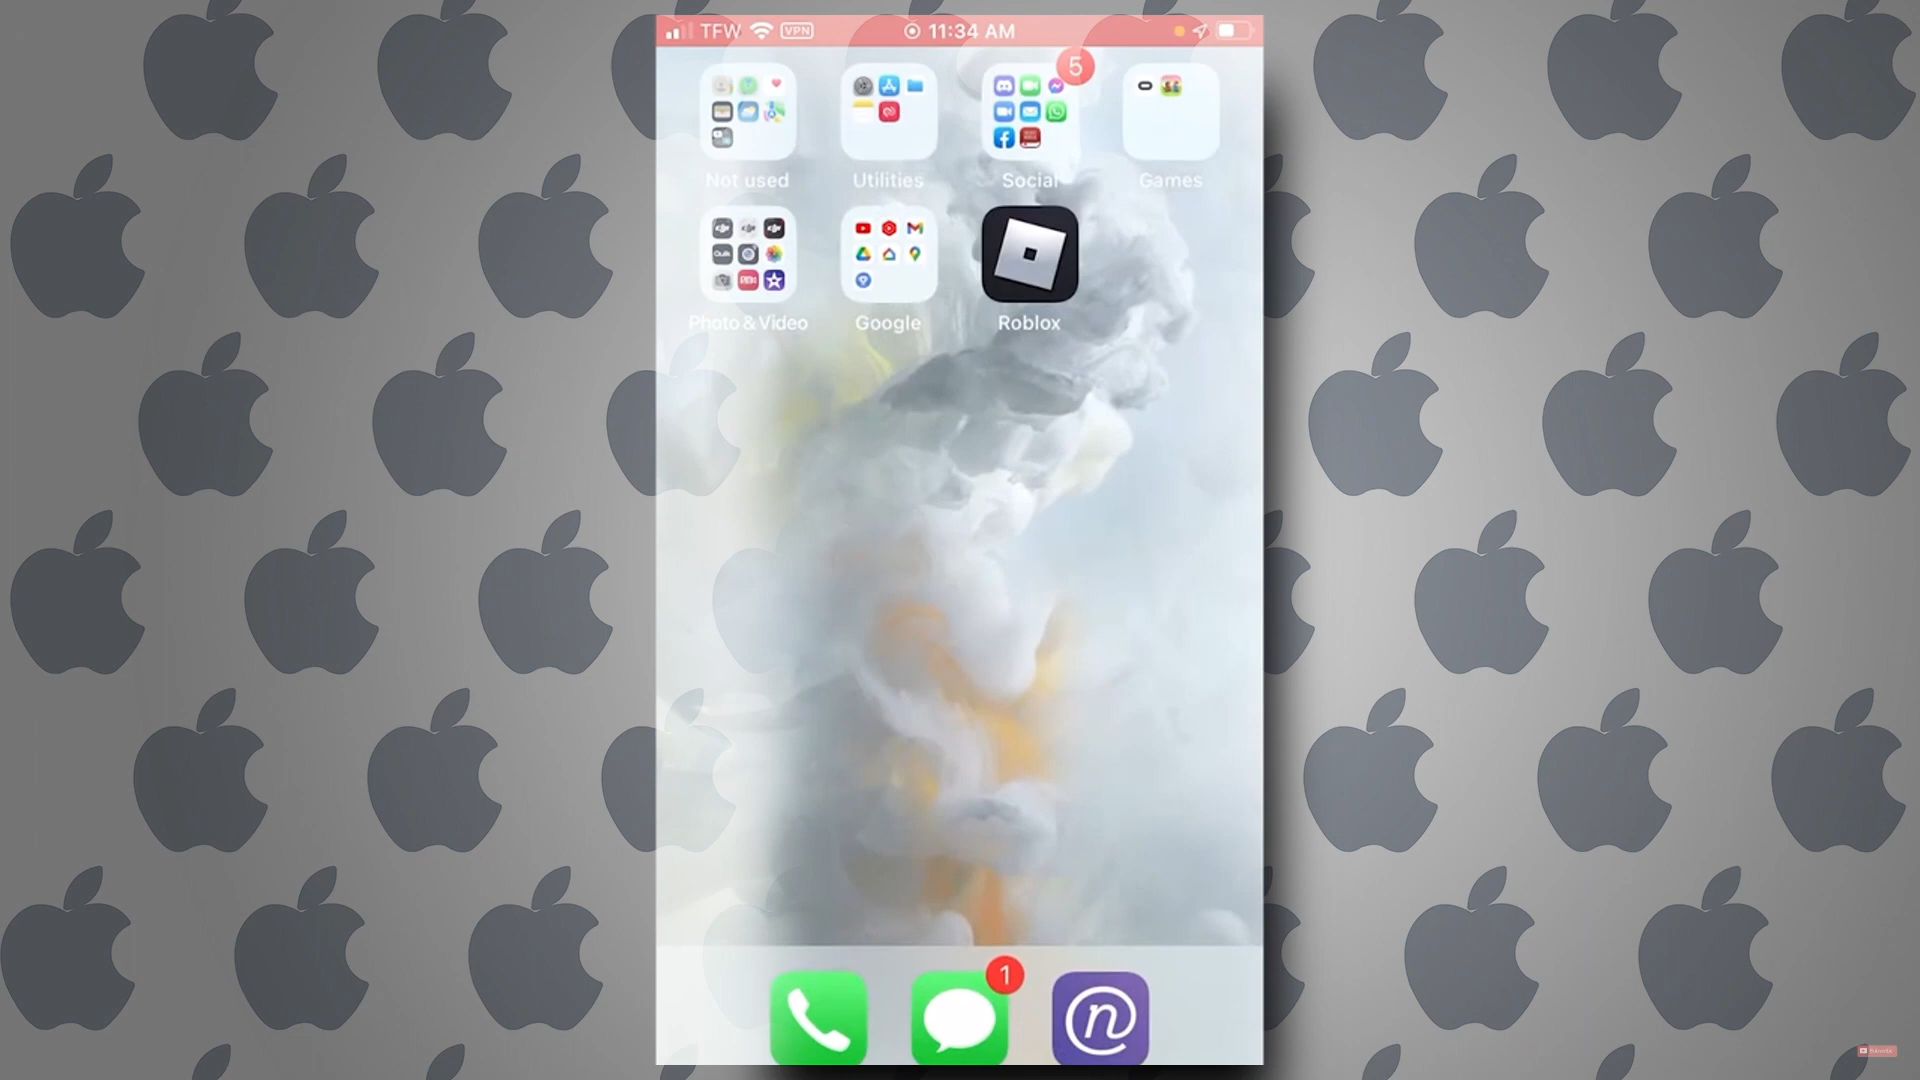 TFW VPN 11:34 AM
5
Not used Utilities Social Games
Photo & Video Google Roblox
1
n